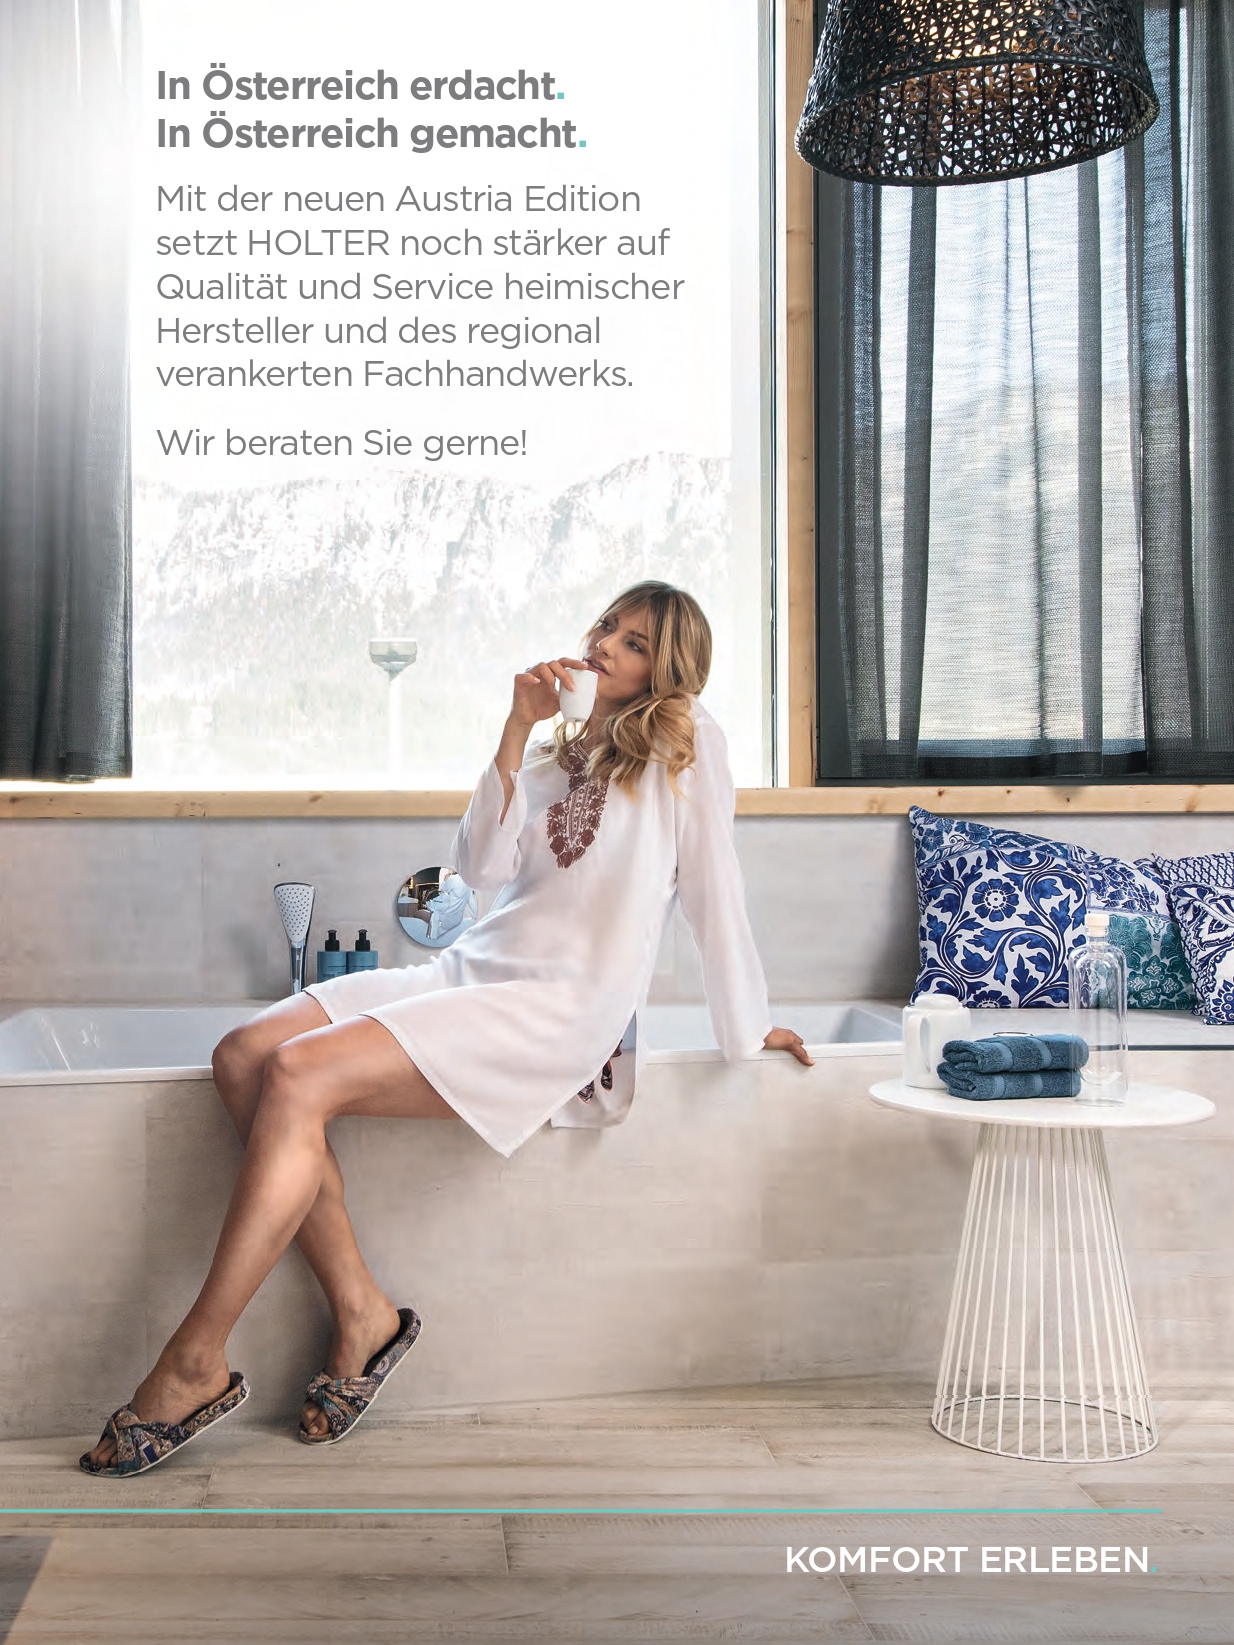 In Österreich erdacht.
In Österreich gemacht.
Mit der neuen Austria Edition
setzt HOLTER noch stärker auf
Qualität und Service heimischer
Hersteller und des regional
verankerten Fachhandwerks.
Wir beraten Sie gerne!
KOMFORT ERLEBEN.